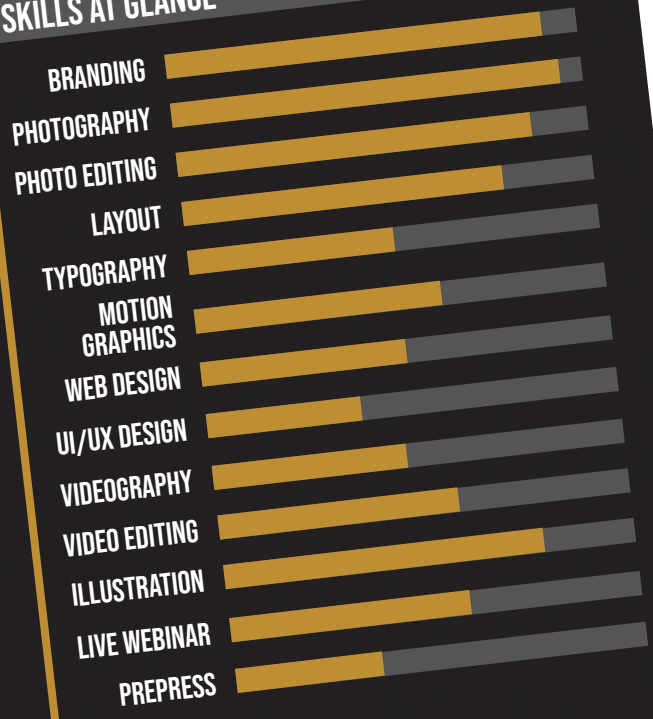 SKILLS AT GLANCE
BRANDING
PHOTOGRAPHY
PHOTO EDITING
LAYOUT
TYPOGRAPHY
MOTION
GRAPHICS
WEB DESIGN
UI/UX DESIGN
VIDEOGRAPHY
VIDEO EDITING
ILLUSTRATION
LIVE WEBINAR
PREPRESS